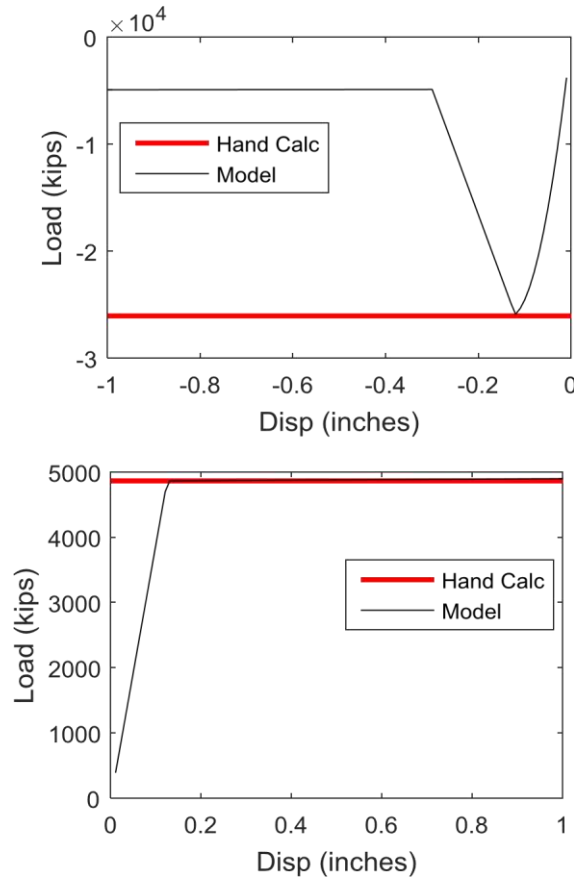 ×10⁴
0
-1
-2
-3
Load (kips)
Hand Calc
Model
-1 -0.8 -0.6 -0.4 -0.2 0
Disp (inches)
5000
4000
3000
2000
1000
0
Load (kips)
Hand Calc
Model
0 0.2 0.4 0.6 0.8 1
Disp (inches)